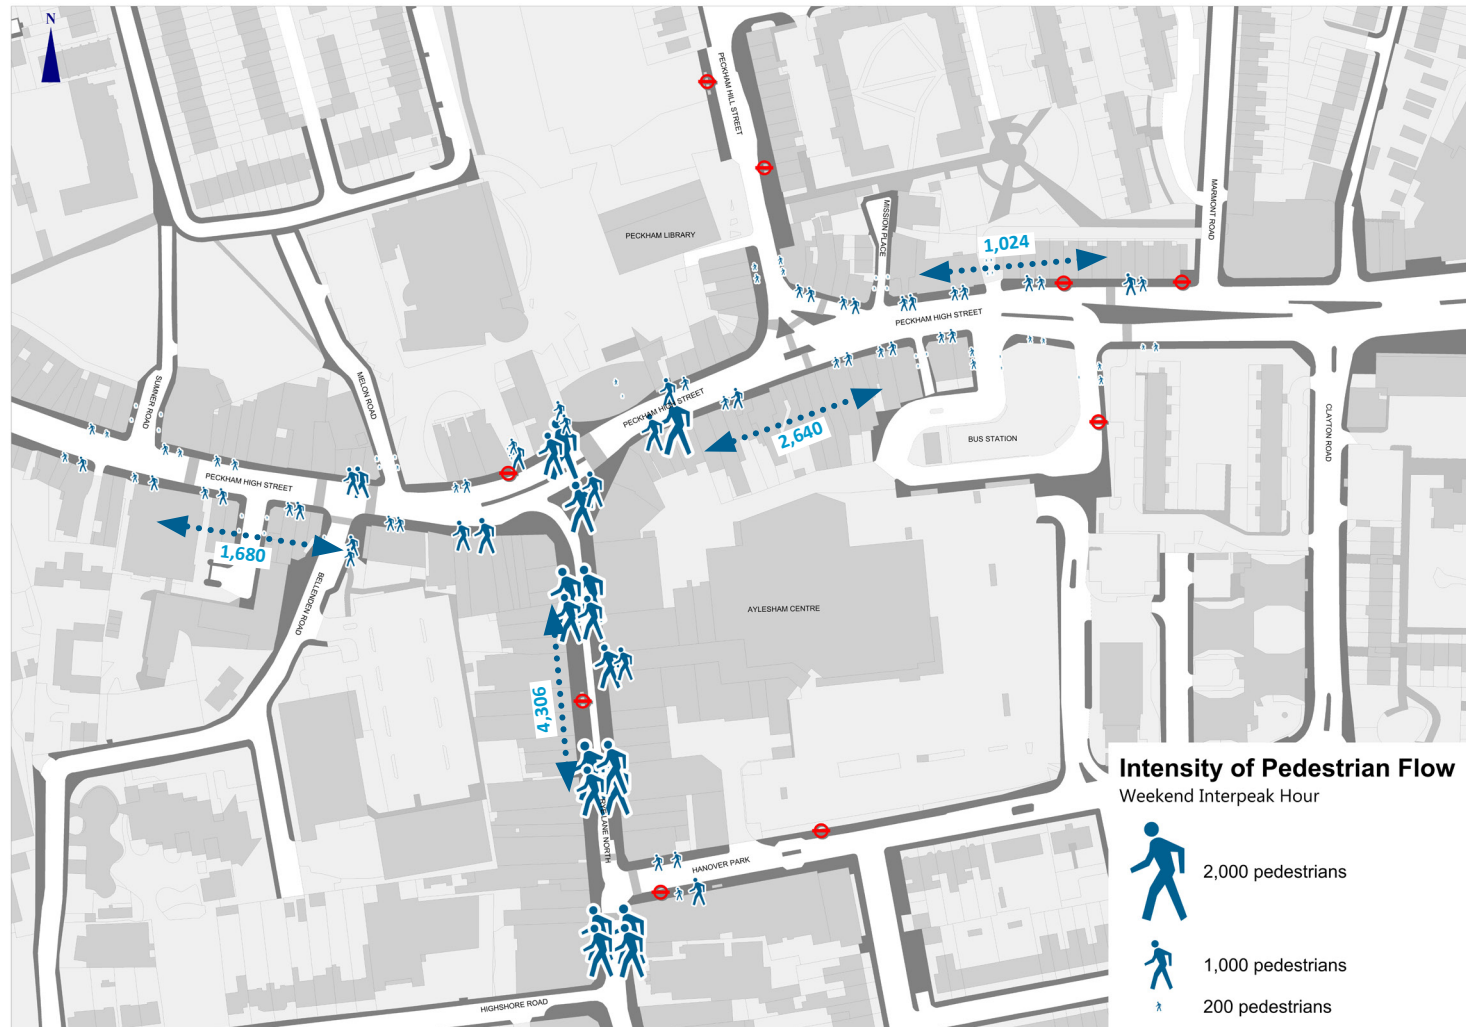 N
PECKHAM HILL STREET
PECKHAM LIBRARY
MISSION PLACE
MARMONT ROAD
1,024
PECKHAM HIGH STREET
SUMNER ROAD
MELON ROAD
PECKHAM HIGH STREET
2,640
BUS STATION
CLAYTON ROAD
PECKHAM HIGH STREET
1,680
BELLENDEN ROAD
AYLESHAM CENTRE
4,306
RYE LANE NORTH
HANOVER PARK
HIGHSHORE ROAD
Intensity of Pedestrian Flow
Weekend Interpeak Hour
2,000 pedestrians
1,000 pedestrians
200 pedestrians